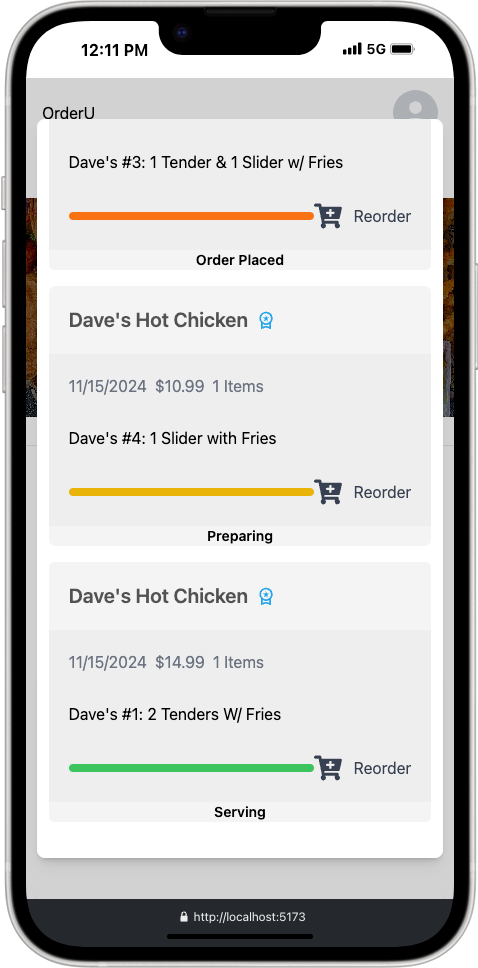 12:11 PM 5G
OrderU
Dave's #3: 1 Tender & 1 Slider w/ Fries
Reorder
Order Placed
Dave's Hot Chicken
11/15/2024 $10.99 1 Items
Dave's #4: 1 Slider with Fries
Reorder
Preparing
Dave's Hot Chicken
11/15/2024 $14.99 1 Items
Dave's #1: 2 Tenders W/ Fries
Reorder
Serving
http://localhost:5173